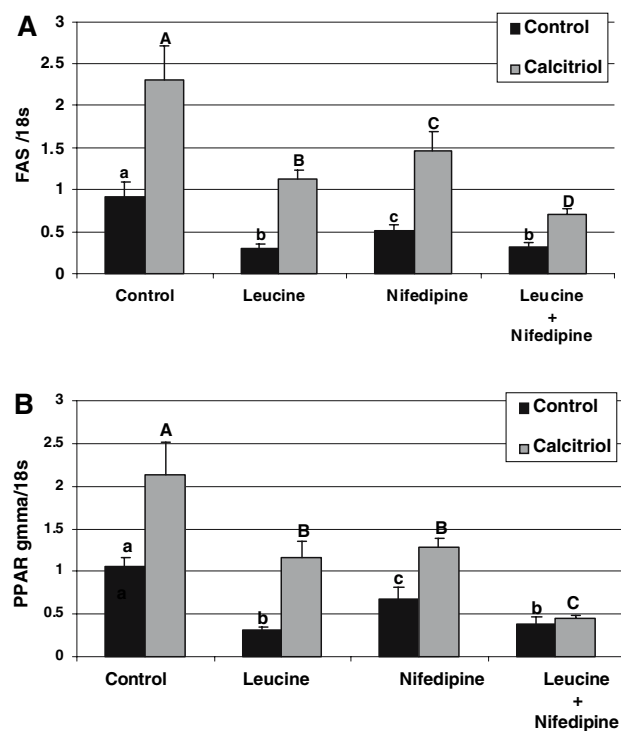 A
3
2.5
2
1.5
1
0.5
0
FAS /18s
Control
Calcitriol
a
A
b
B
c
C
b
D
Control
Leucine
Nifedipine
Leucine
+
Nifedipine
B
3
2.5
2
1.5
1
0.5
0
PPAR gmma/18s
Control
Calcitriol
a
a
A
b
B
c
B
b
C
Control
Leucine
Nifedipine
Leucine
+
Nifedipine